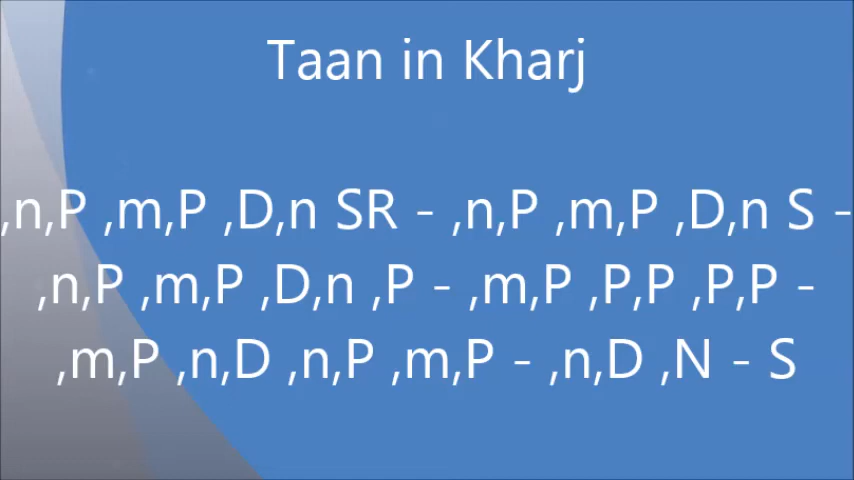 Taan in Kharj
,n,P ,m,P ,D,n SR - ,n,P ,m,P ,D,n S -
,n,P ,m,P ,D,n ,P - ,m,P ,P,P ,P,P -
,m,P ,n,D ,n,P ,m,P - ,n,D ,N - S